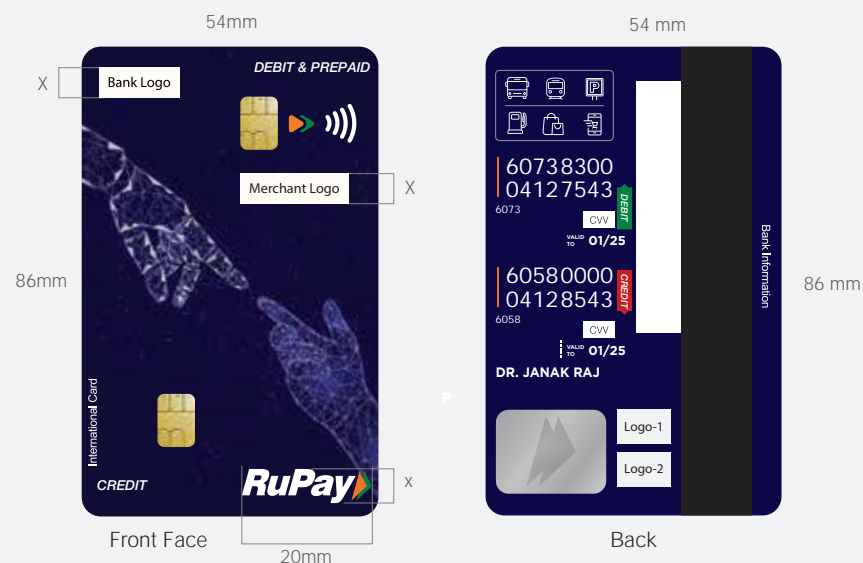 54mm
X
Bank Logo
DEBIT & PREPAID
Merchant Logo
X
86mm
International Card
CREDIT
RuPay
X
20mm
Front Face
54 mm
P
60738300
04127543
6073
DEBIT
CVV
VALID
TO
01/25
60580000
04128543
6058
CREDIT
CVV
VALID
TO
01/25
DR. JANAK RAJ
P
Logo-1
Logo-2
Bank Information
86 mm
Back